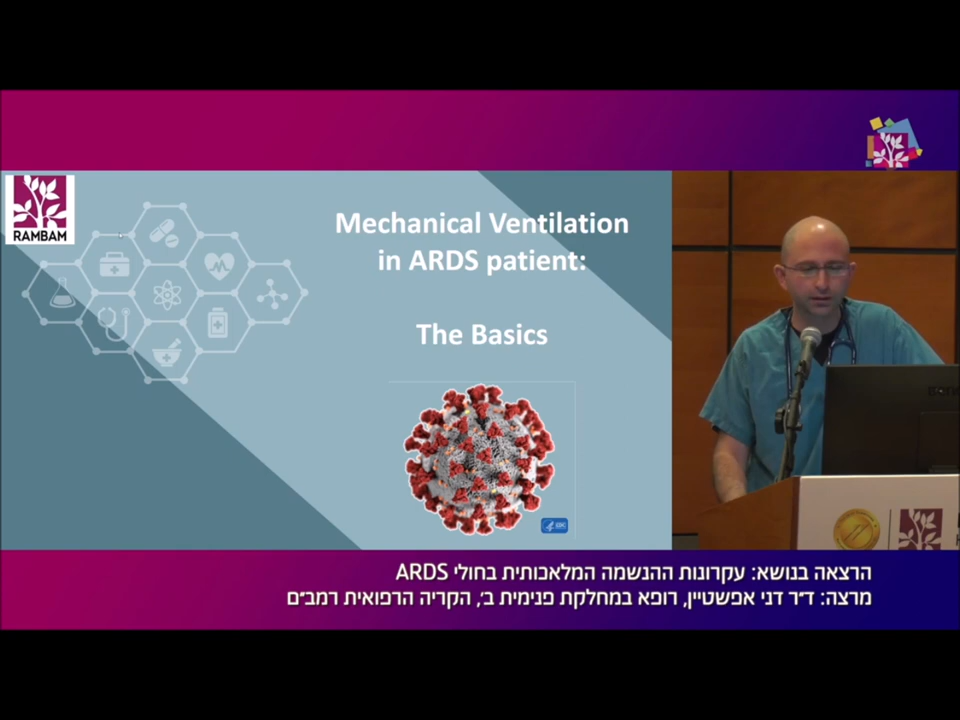 RAMBAM
Mechanical Ventilation
in ARDS patient:
The Basics
CDC
הרצאה בנושא: עקרונות ההנשמה המלאכותית בחולי ARDS
מרצה: ד"ר דני אפשטיין, רופא במחלקת פנימית ב', הקריה הרפואית רמב"ם